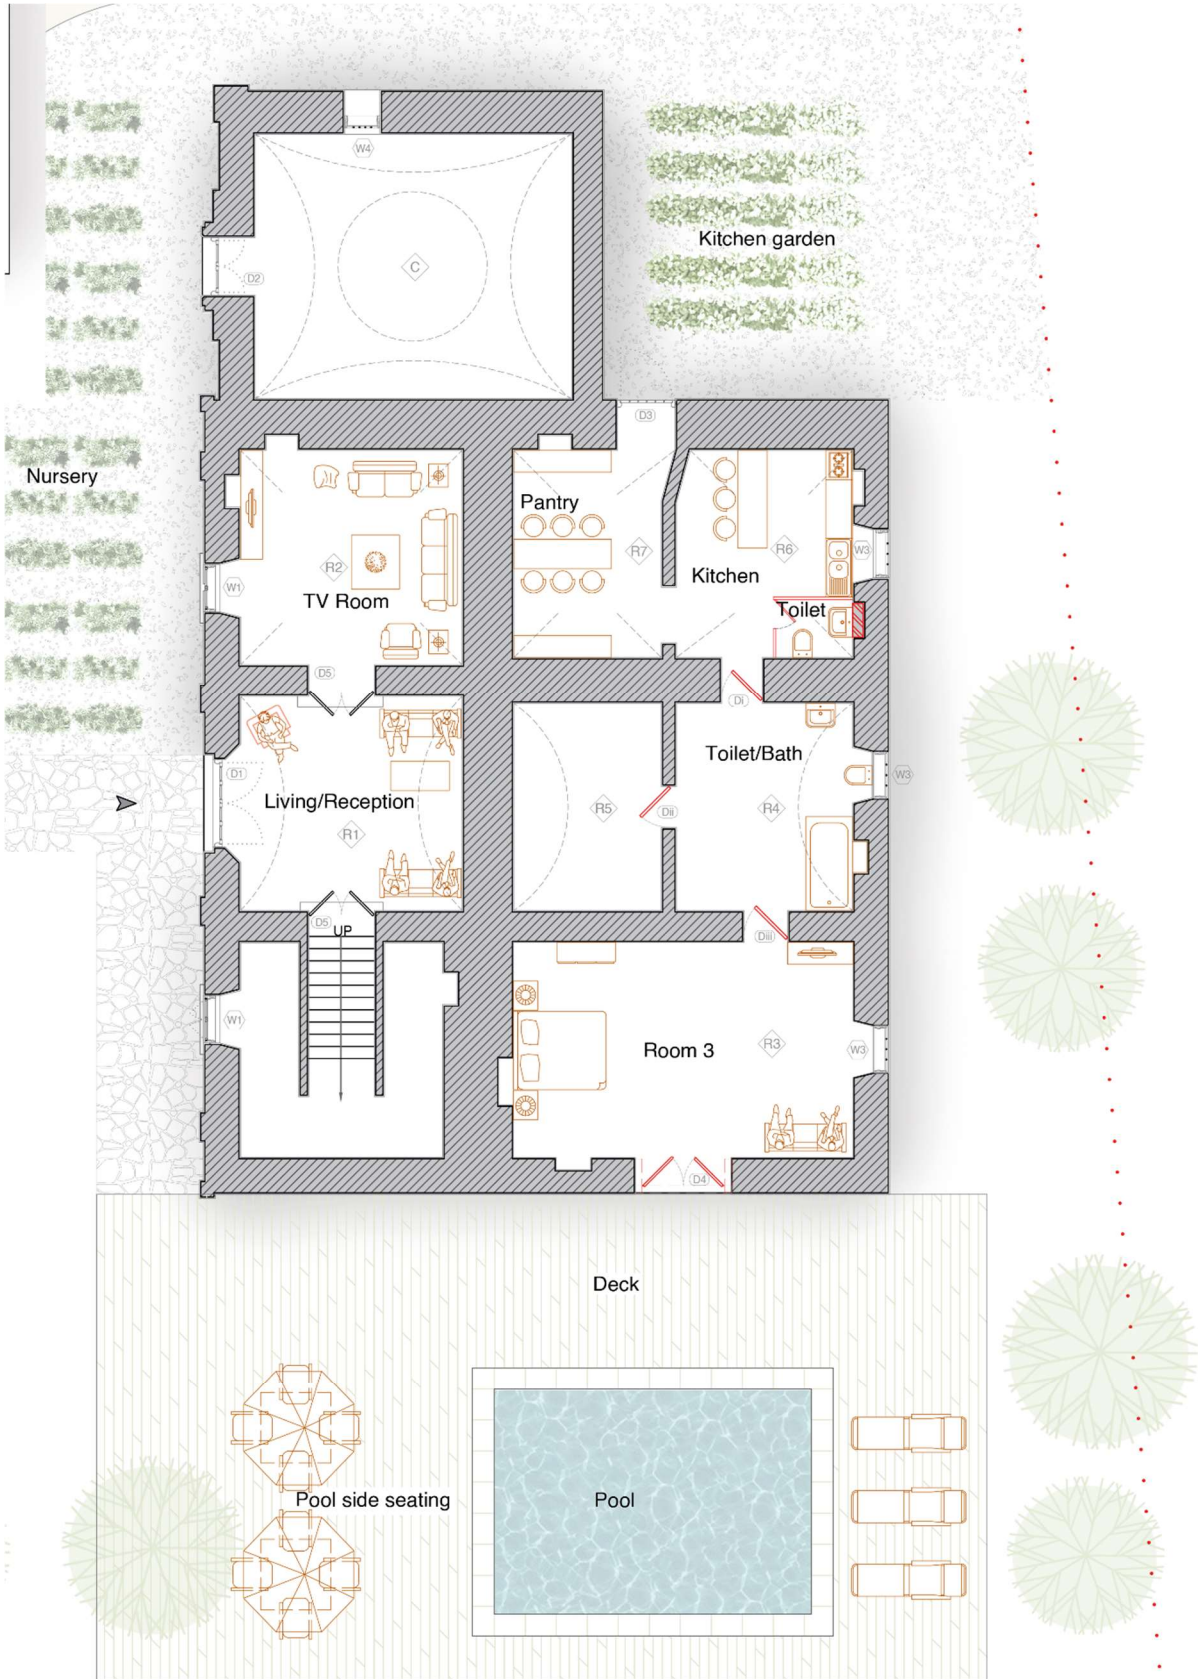 W4
Kitchen garden
C
D2
D3
Nursery
Pantry
R7
R6
W3
Kitchen
R2
W1
TV Room
Toilet
D5
Di
D1
Toilet/Bath
W3
Living/Reception
R5
Dii
R4
R1
D5
UP
Diii
W1
Room 3
R3
W3
D4
Deck
Pool side seating
Pool